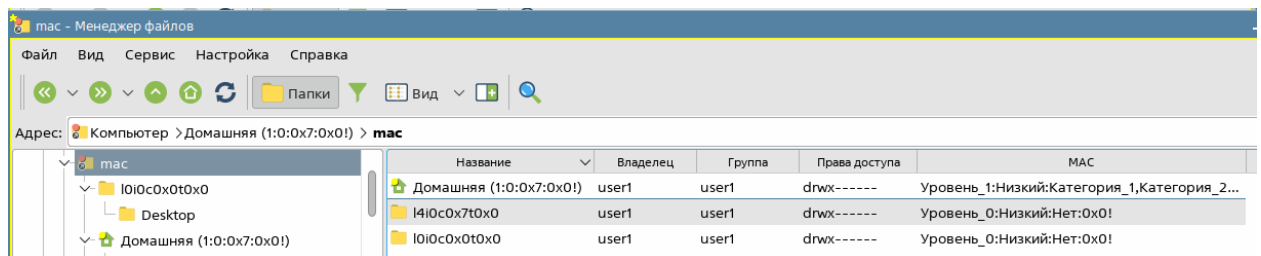 mac - Менеджер файлов
Файл Вид Сервис Настройка Справка
Папки Вид
Адрес: Компьютер >Домашняя (1:0:0x7:0x0!) > mac
mac
l0i0c0x0t0x0
Desktop
Домашняя (1:0:0x7:0x0!)
Название Владелец Группа Права доступа MAC
Домашняя (1:0:0x7:0x0!) user1 user1 drwx------ Уровень_1:Низкий:Категория_1,Категория_2...
l4i0c0x7t0x0 user1 user1 drwx------ Уровень_0:Низкий:Нет:0x0!
l0i0c0x0t0x0 user1 user1 drwx------ Уровень_0:Низкий:Нет:0x0!